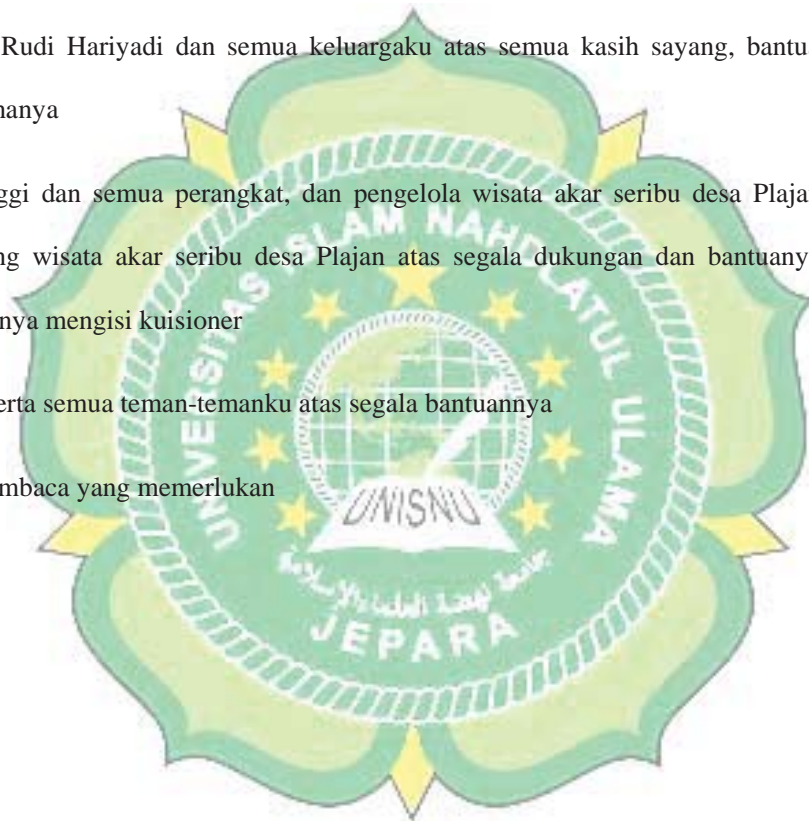 Rudi Hariyadi dan semua keluargaku atas semua kasih sayang, bantu
nanya
ggi dan semua perangkat, dan pengelola wisata akar seribu desa Plaja
ng wisata akar seribu desa Plajan atas segala dukungan dan bantuany
nya mengisi kuisioner
erta semua teman-temanku atas segala bantuannya
mbaca yang memerlukan
UNIVERSITAS ISLAM NAHDLATUL ULAMA
UNISNU
JEPARA